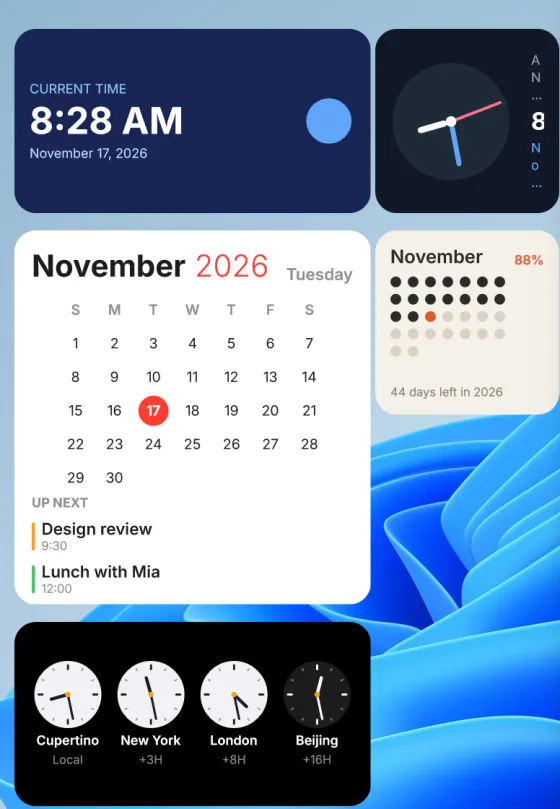 CURRENT TIME
8:28 AM
November 17, 2026
A
N
...
8
N
o
...
November 2026 Tuesday
S M T W T F S
1 2 3 4 5 6 7
8 9 10 11 12 13 14
15 16 17 18 19 20 21
22 23 24 25 26 27 28
29 30
UP NEXT
Design review
9:30
Lunch with Mia
12:00
November 88%
44 days left in 2026
Cupertino New York London Beijing
Local +3H +8H +16H